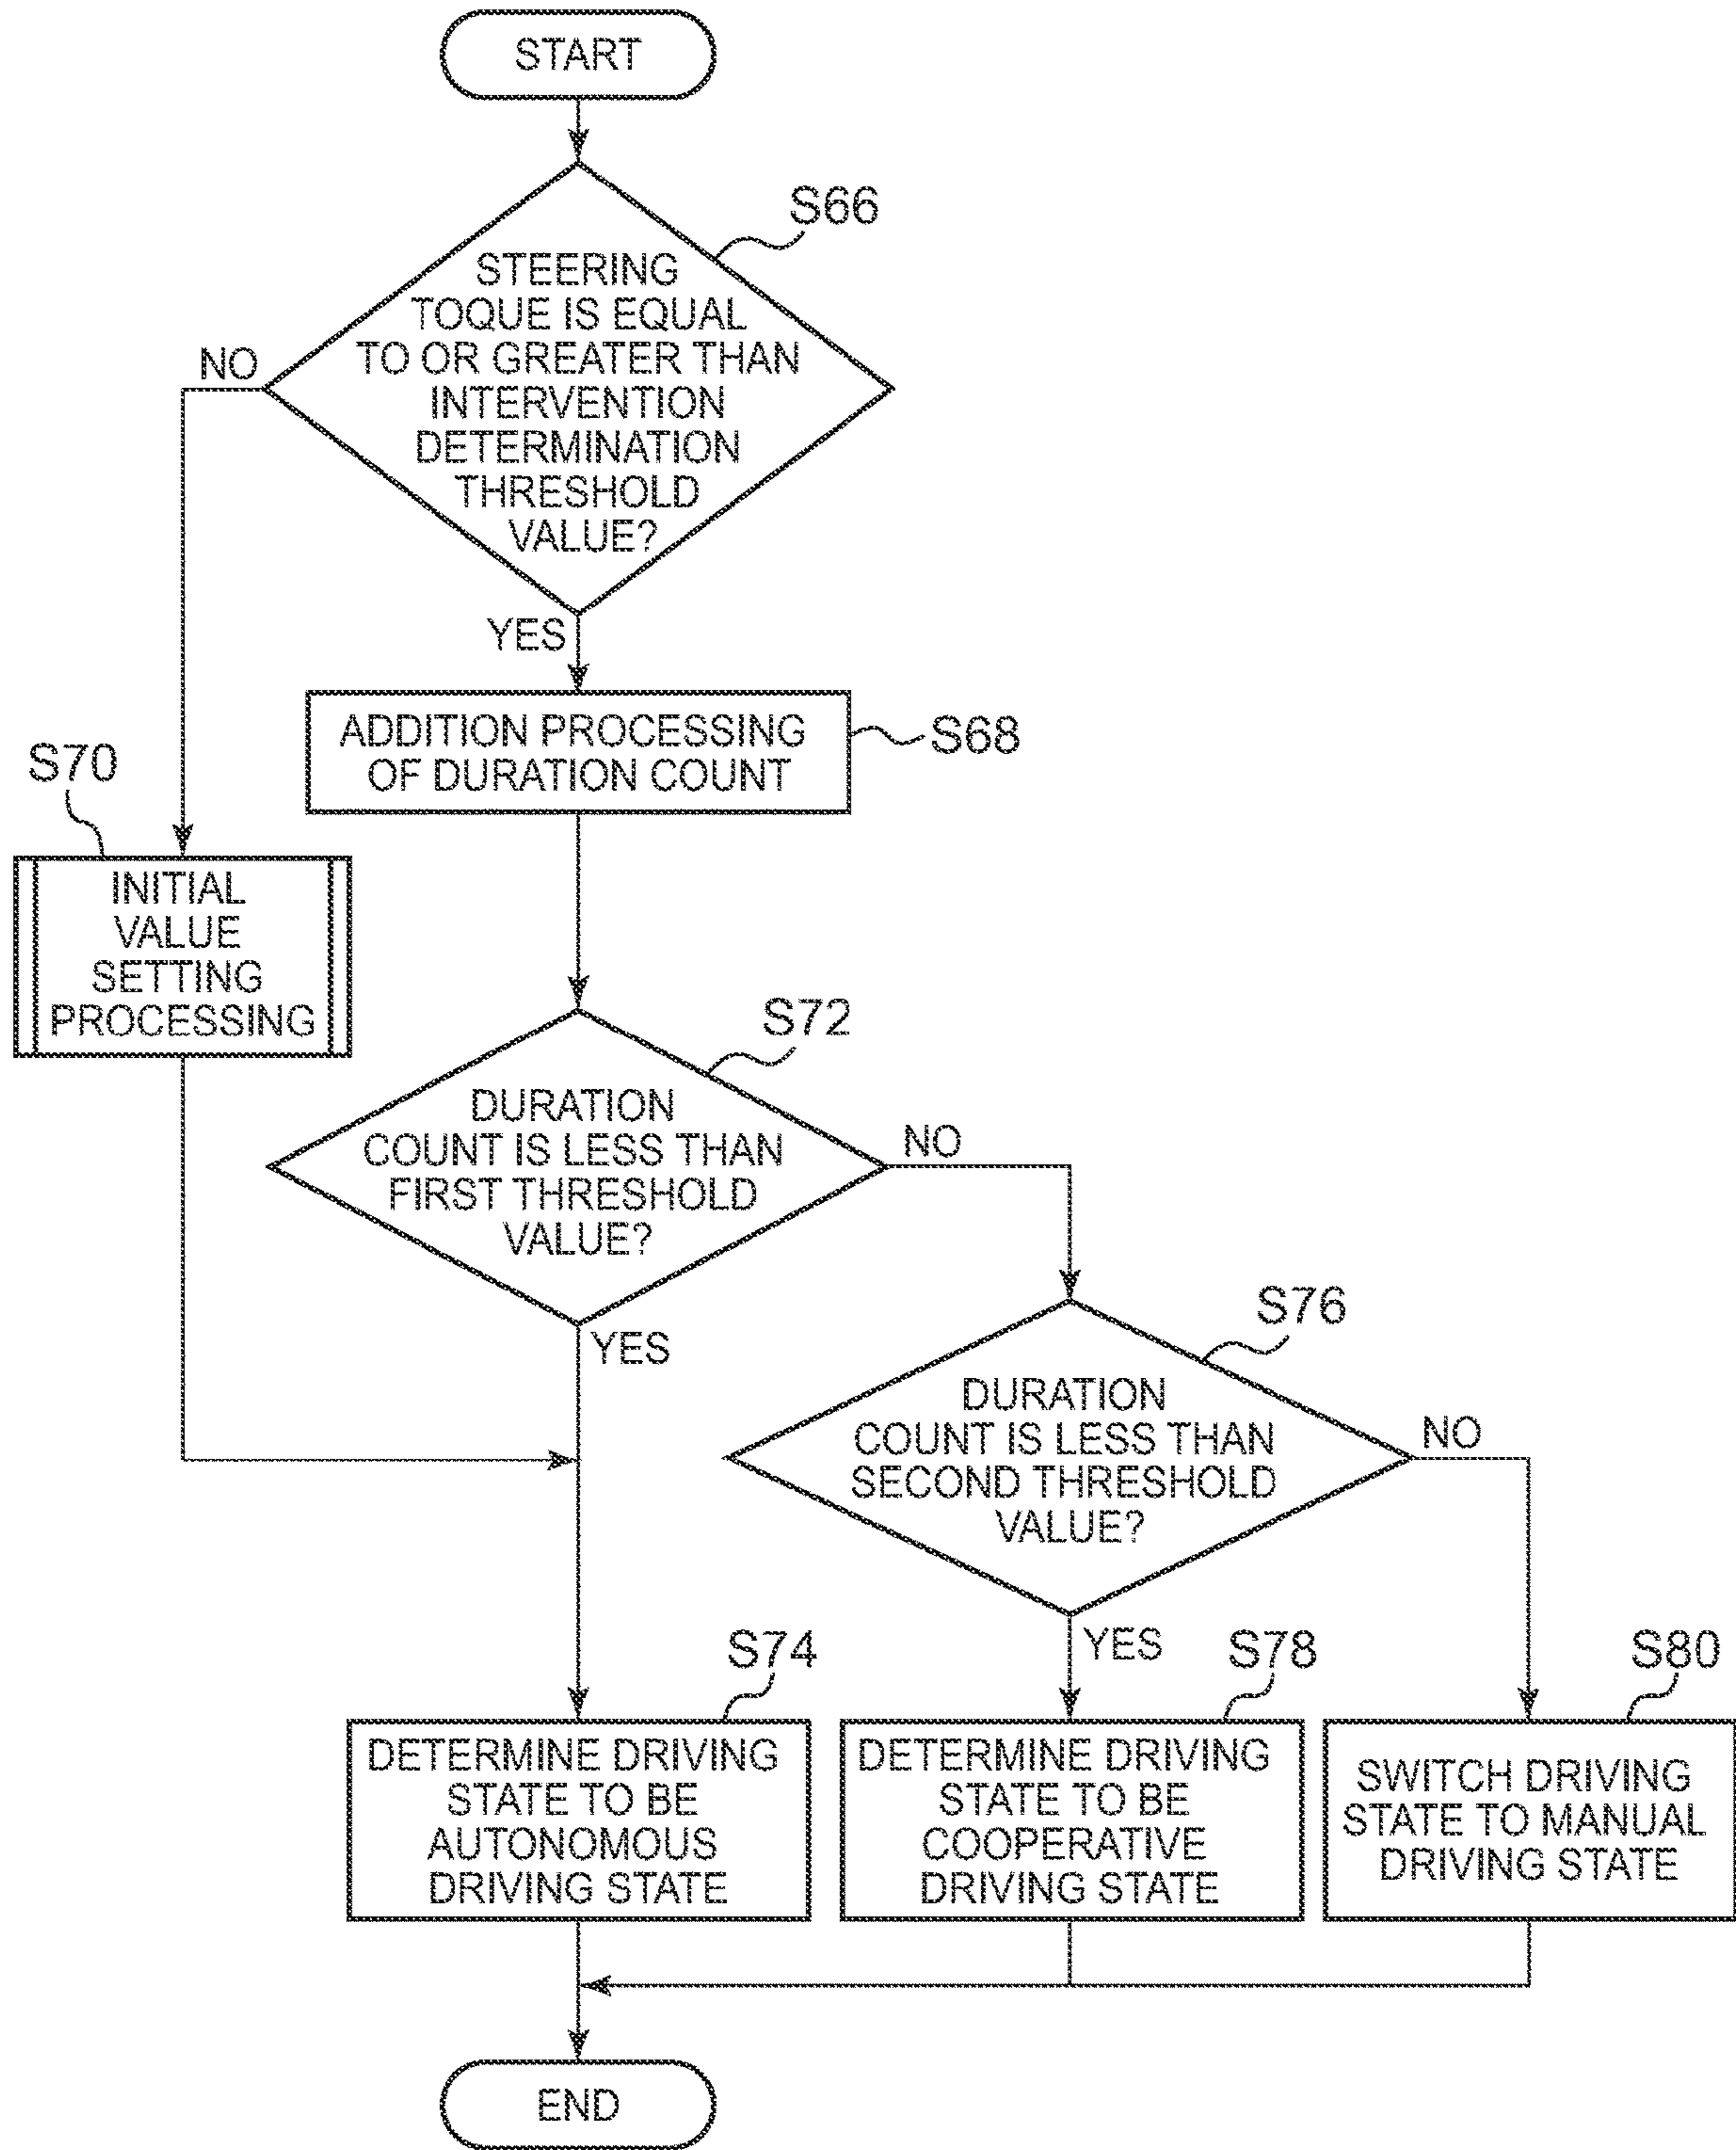 START
S66
STEERING
TOQUE IS EQUAL
TO OR GREATER THAN
INTERVENTION
DETERMINATION
THRESHOLD
VALUE?
NO
YES
ADDITION PROCESSING
OF DURATION COUNT
S68
S70
INITIAL
VALUE
SETTING
PROCESSING
S72
DURATION
COUNT IS LESS THAN
FIRST THRESHOLD
VALUE?
NO
YES
S76
DURATION
COUNT IS LESS THAN
SECOND THRESHOLD
VALUE?
NO
YES
S74
DETERMINE DRIVING
STATE TO BE
AUTONOMOUS
DRIVING STATE
S78
DETERMINE DRIVING
STATE TO BE
COOPERATIVE
DRIVING STATE
S80
SWITCH DRIVING
STATE TO MANUAL
DRIVING STATE
END